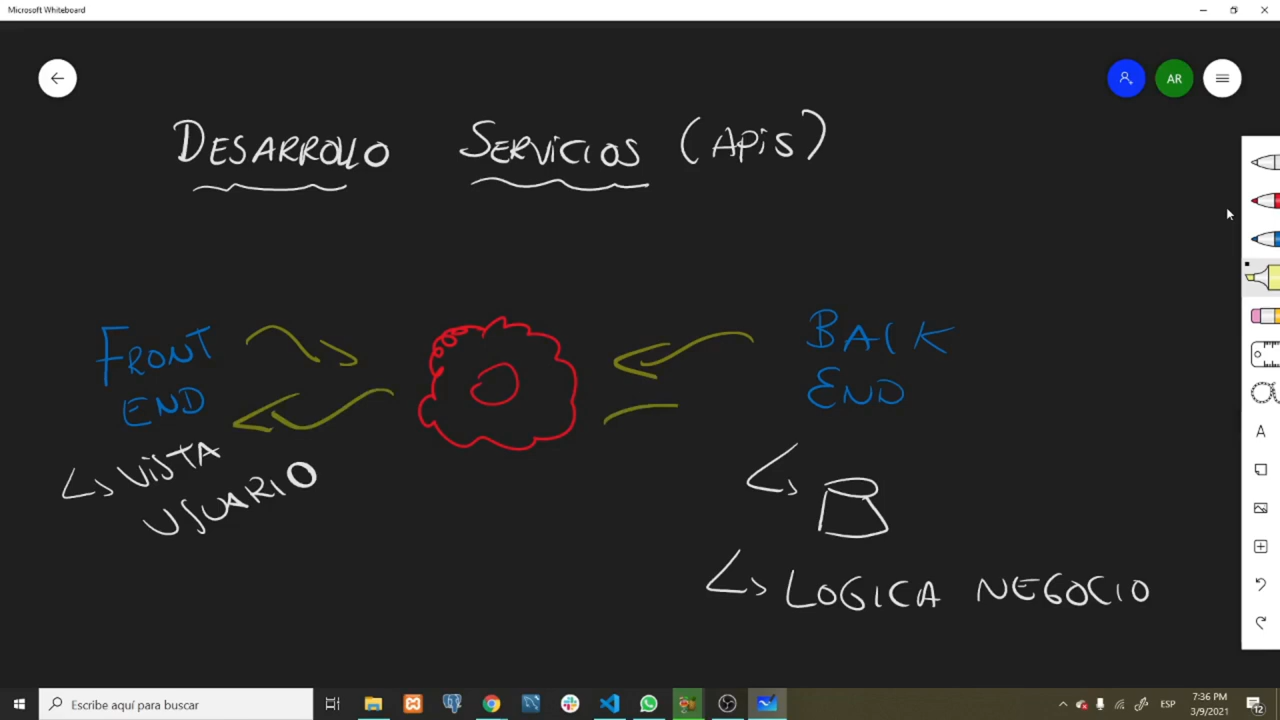 Microsoft Whiteboard
AR
DESARROLLO SERVICIOS (APIS)
FRONT
END
VISTA
USUARIO
BACK
END
LOGICA NEGOCIO
A
Escribe aquí para buscar
ESP
7:36 PM
3/9/2021
12